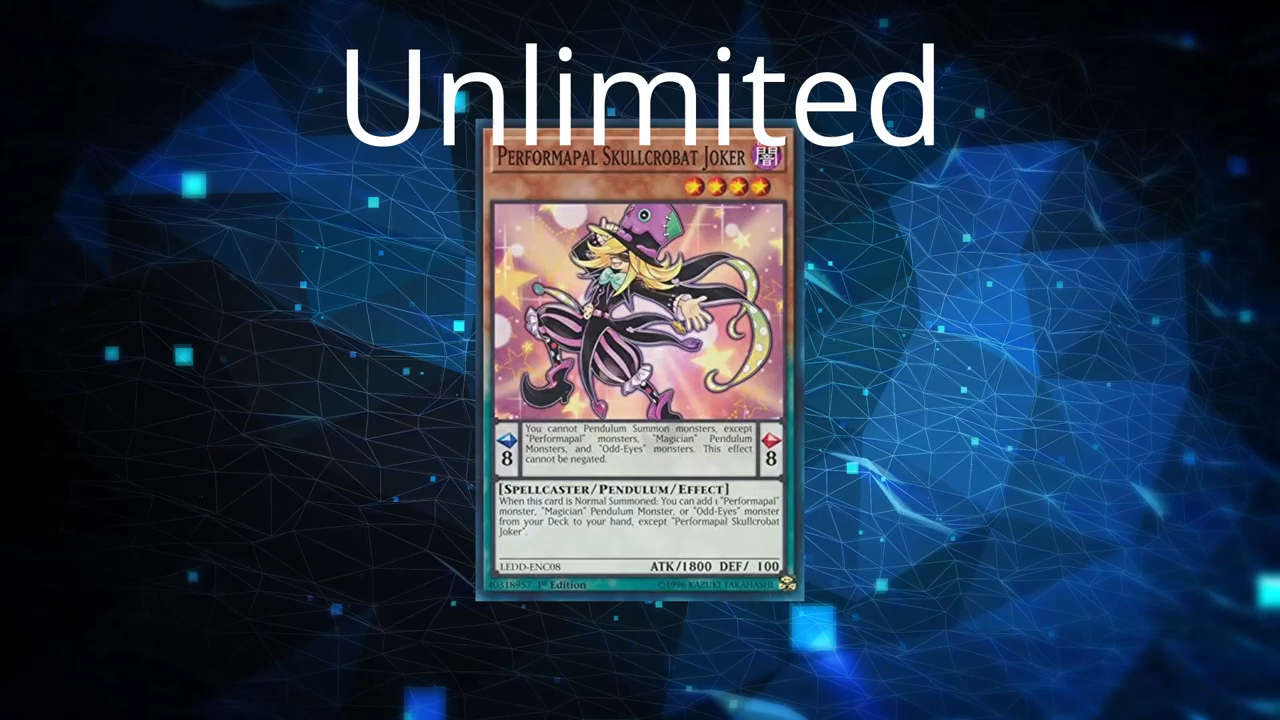 Unlimited
PERFORMAPAL SKULLCROBAT JOKER 闇
You cannot Pendulum Summon monsters, except
"Performapal" monsters, "Magician" Pendulum
Monsters, and "Odd-Eyes" monsters. This effect
cannot be negated.
8 8
[SPELLCASTER/PENDULUM/EFFECT]
When this card is Normal Summoned: You can add 1 "Performapal"
monster, "Magician" Pendulum Monster, or "Odd-Eyes" monster
from your Deck to your hand, except "Performapal Skullcrobat
Joker".
LEDD-ENC08 ATK/1800 DEF/ 100
40318957 1st Edition ©1996 KAZUKI TAKAHASHI